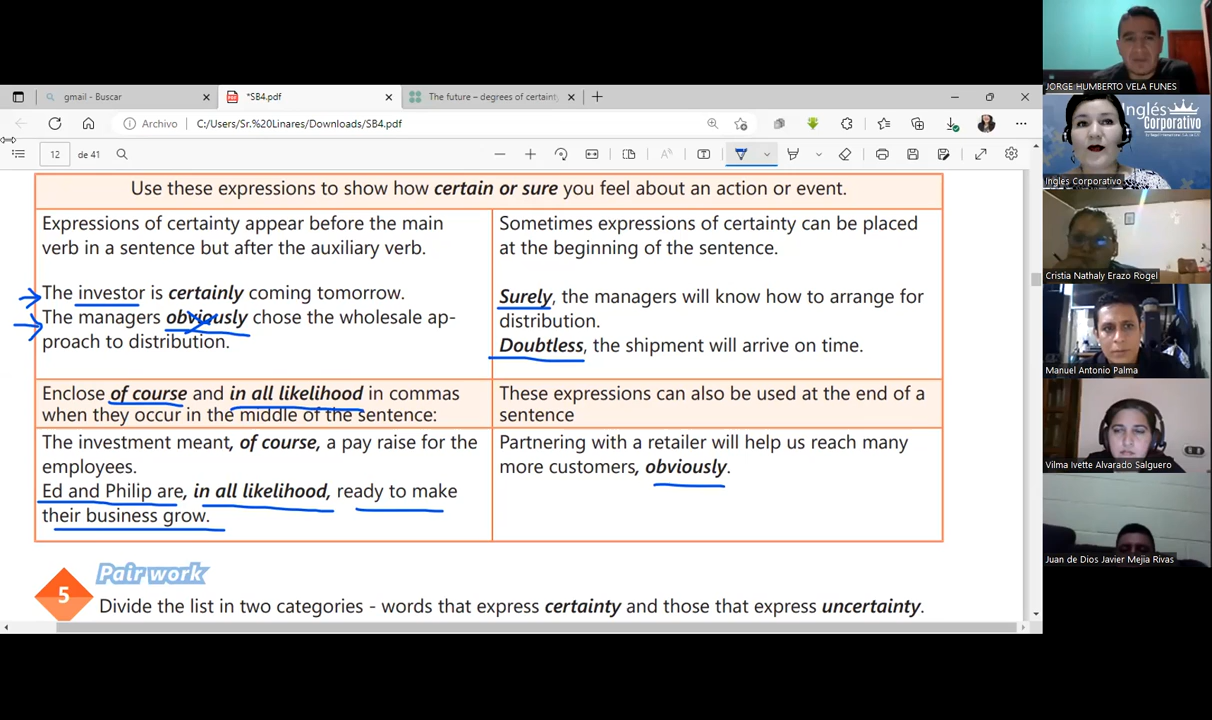 gmail - Buscar
*SB4.pdf
The future – degrees of certaint
Archivo
C:/Users/Sr.%20Linares/Downloads/SB4.pdf
12
de 41
Use these expressions to show how certain or sure you feel about an action or event.
Expressions of certainty appear before the main
verb in a sentence but after the auxiliary verb.
The investor is certainly coming tomorrow.
The managers obviously chose the wholesale ap-
proach to distribution.
Sometimes expressions of certainty can be placed
at the beginning of the sentence.
Surely, the managers will know how to arrange for
distribution.
Doubtless, the shipment will arrive on time.
Enclose of course and in all likelihood in commas
when they occur in the middle of the sentence:
These expressions can also be used at the end of a
sentence
The investment meant, of course, a pay raise for the
employees.
Ed and Philip are, in all likelihood, ready to make
their business grow.
Partnering with a retailer will help us reach many
more customers, obviously.
5
Pair work
Divide the list in two categories - words that express certainty and those that express uncertainty.
JORGE HUMBERTO VELA FUNES
Inglés
Corporativo
Ingles Corporativo
Cristia Nathaly Erazo Rogel
Manuel Antonio Palma
Vilma Ivette Alvarado Salguero
Juan de Dios Javier Mejia Rivas